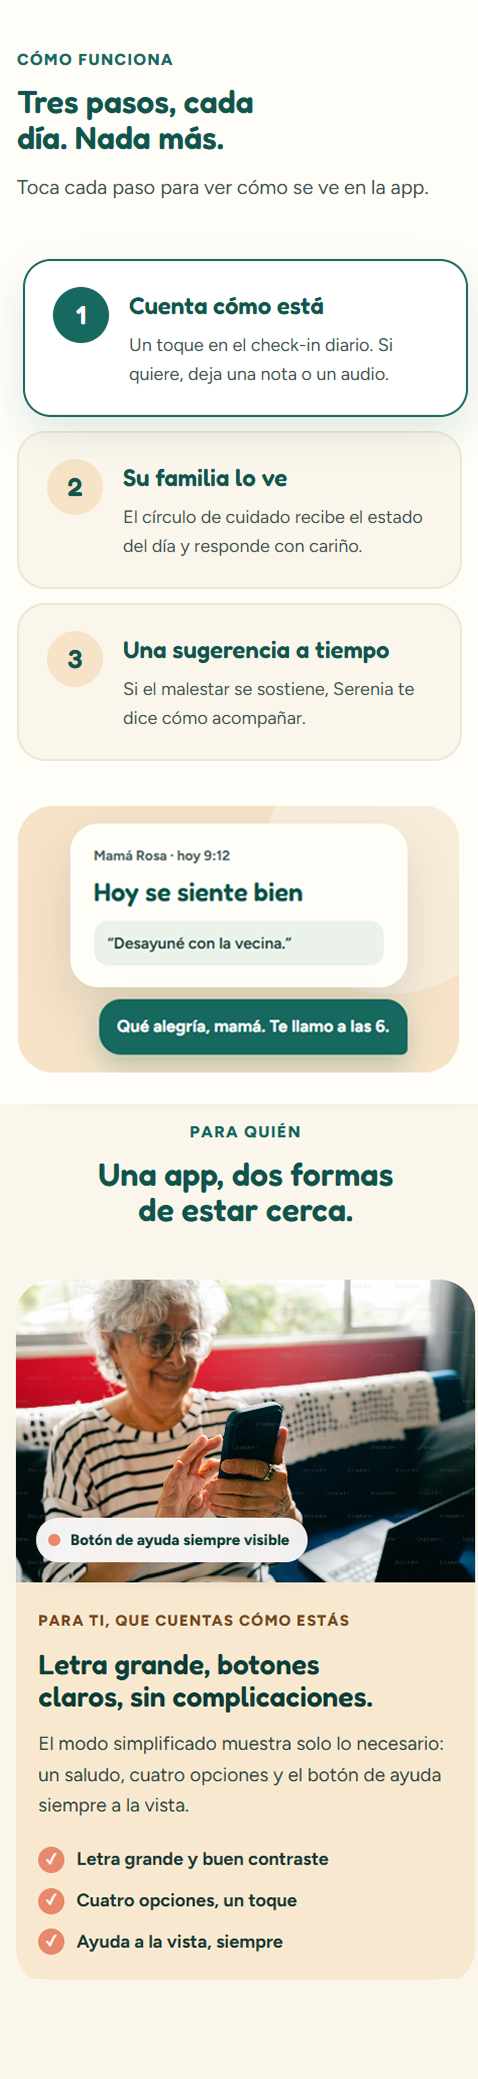 CÓMO FUNCIONA
Tres pasos, cada
día. Nada más.
Toca cada paso para ver cómo se ve en la app.
1
Cuenta cómo está
Un toque en el check-in diario. Si
quiere, deja una nota o un audio.
2
Su familia lo ve
El círculo de cuidado recibe el estado
del día y responde con cariño.
3
Una sugerencia a tiempo
Si el malestar se sostiene, Serenia te
dice cómo acompañar.
Mamá Rosa · hoy 9:12
Hoy se siente bien
“Desayuné con la vecina.”
Qué alegría, mamá. Te llamo a las 6.
PARA QUIÉN
Una app, dos formas
de estar cerca.
Botón de ayuda siempre visible
PARA TI, QUE CUENTAS CÓMO ESTÁS
Letra grande, botones
claros, sin complicaciones.
El modo simplificado muestra solo lo necesario:
un saludo, cuatro opciones y el botón de ayuda
siempre a la vista.
Letra grande y buen contraste
Cuatro opciones, un toque
Ayuda a la vista, siempre